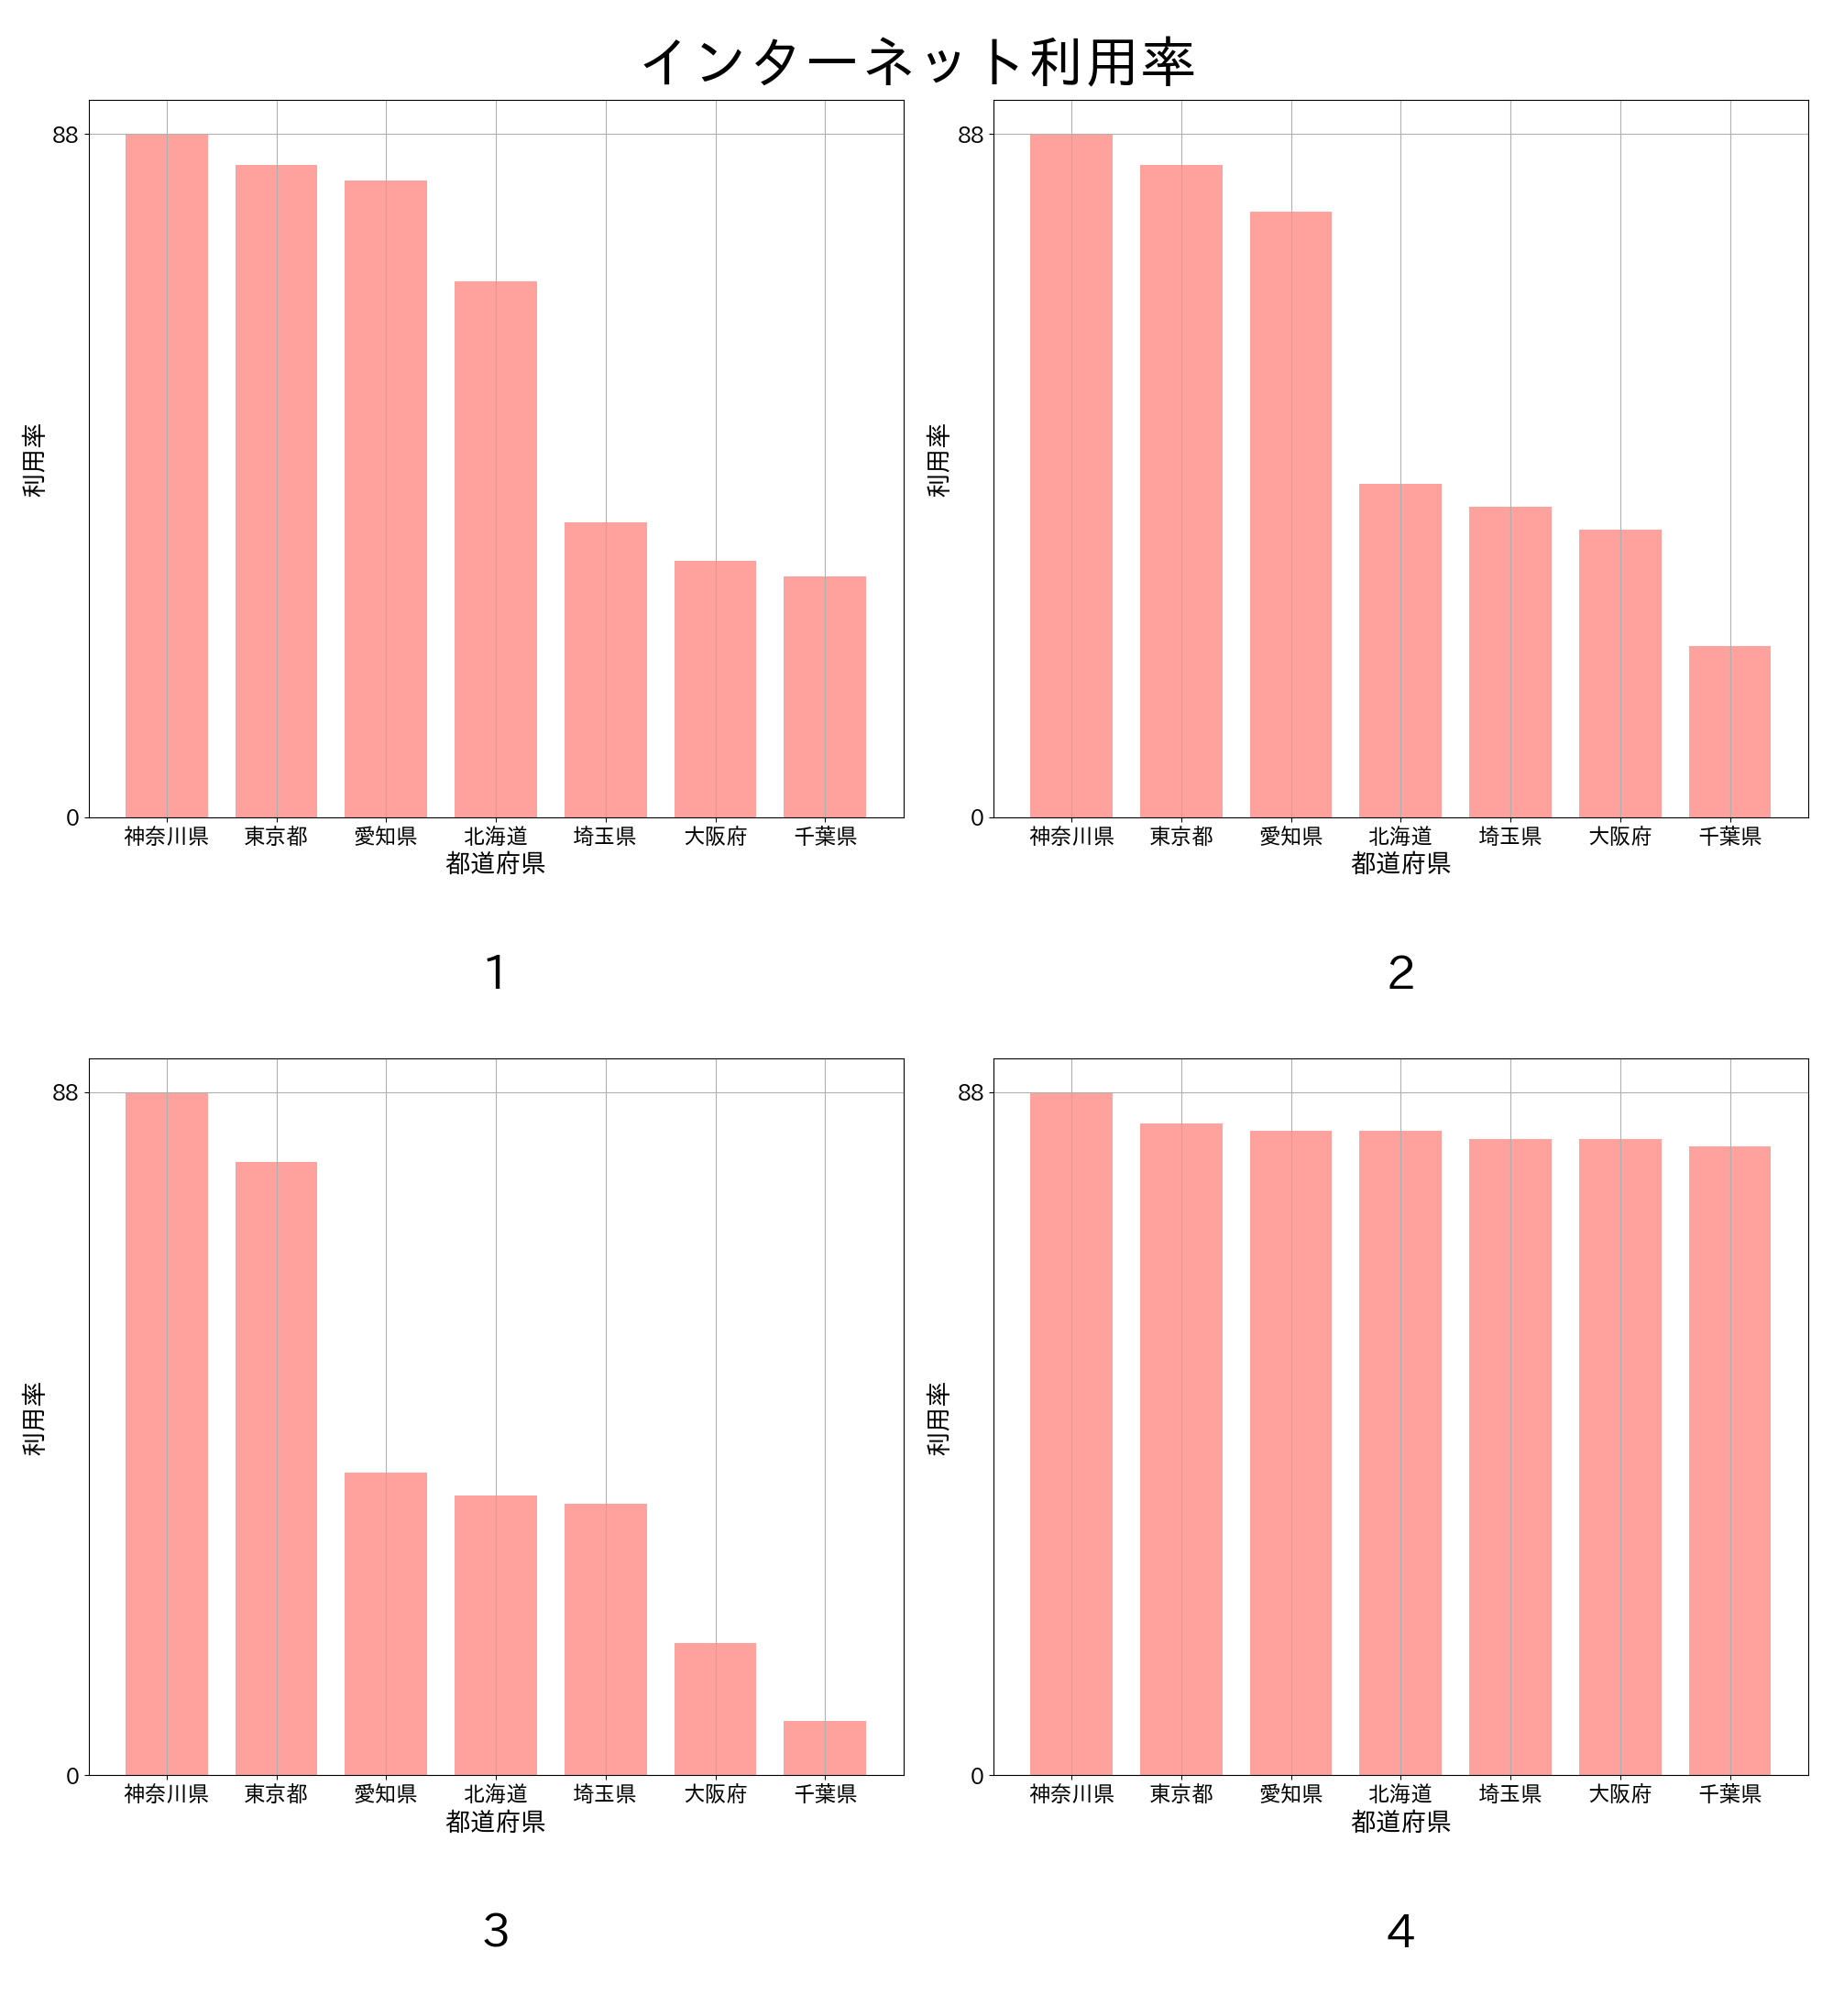 インターネット利用率
88
0
利用率
神奈川県 東京都 愛知県 北海道 埼玉県 大阪府 千葉県
都道府県
1
88
0
利用率
神奈川県 東京都 愛知県 北海道 埼玉県 大阪府 千葉県
都道府県
2
88
0
利用率
神奈川県 東京都 愛知県 北海道 埼玉県 大阪府 千葉県
都道府県
3
88
0
利用率
神奈川県 東京都 愛知県 北海道 埼玉県 大阪府 千葉県
都道府県
4